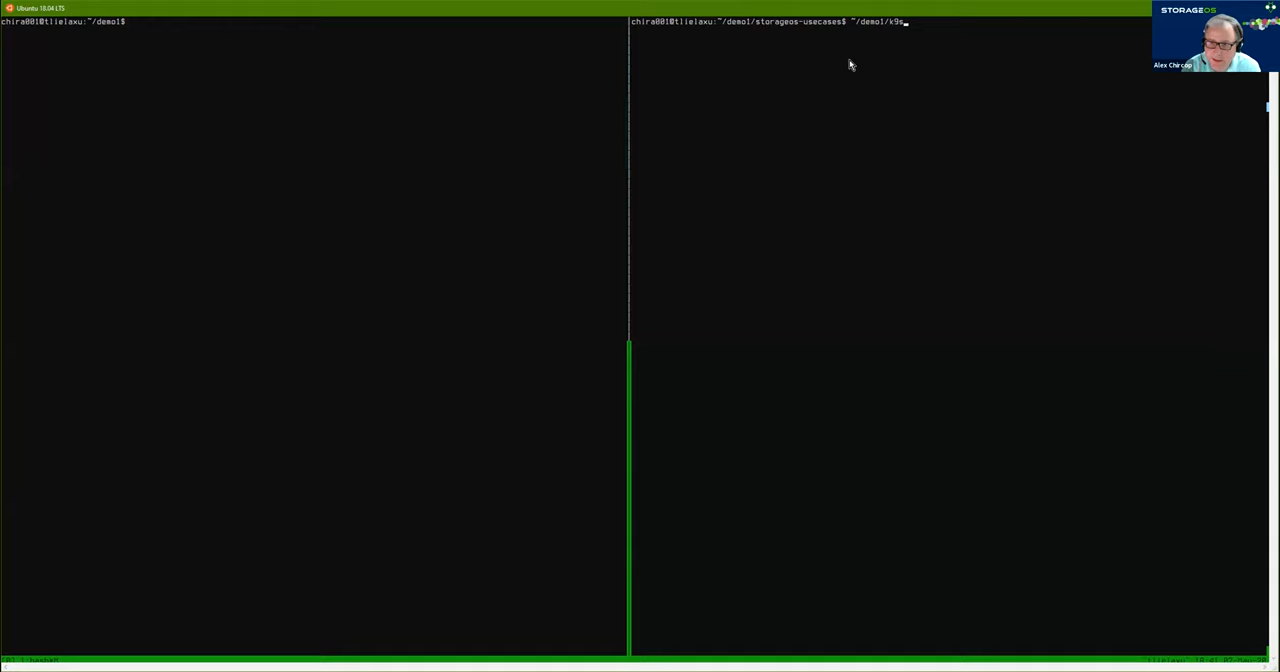 Ubuntu 18.04 LTS
chira001@tlielaxu:~/demo1$
chira001@tlielaxu:~/demo1/storageos-usecases$ ~/demo1/k9s
STORAGEOS
Alex Chircop